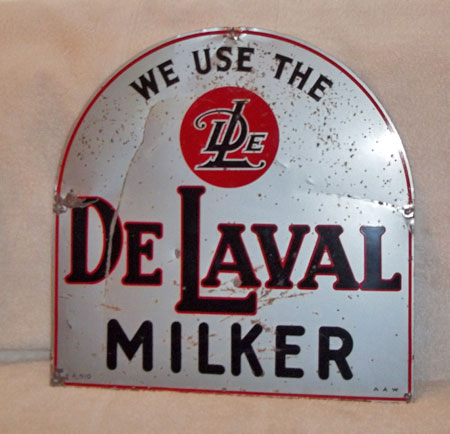 WE USE THE
DLE
DE LAVAL
MILKER
A A W